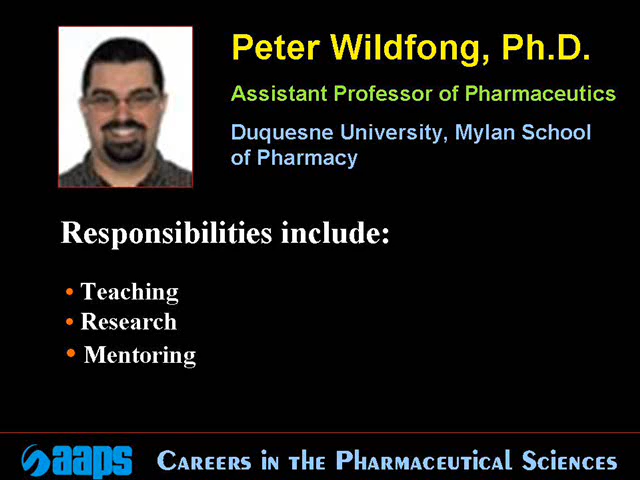 Peter Wildfong, Ph.D.
Assistant Professor of Pharmaceutics
Duquesne University, Mylan School
of Pharmacy
Responsibilities include:
• Teaching
• Research
• Mentoring
aaps Careers in the Pharmaceutical Sciences